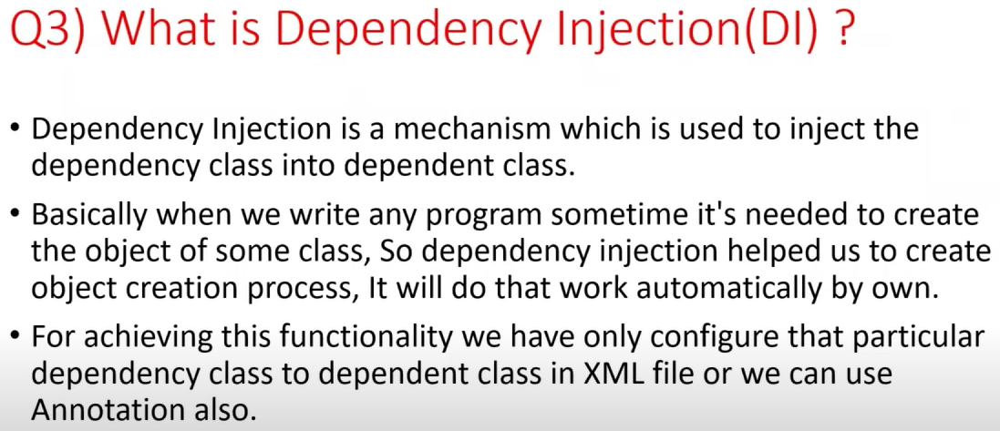 Q3) What is Dependency Injection(DI) ?
• Dependency Injection is a mechanism which is used to inject the
dependency class into dependent class.
• Basically when we write any program sometime it's needed to create
the object of some class, So dependency injection helped us to create
object creation process, It will do that work automatically by own.
• For achieving this functionality we have only configure that particular
dependency class to dependent class in XML file or we can use
Annotation also.